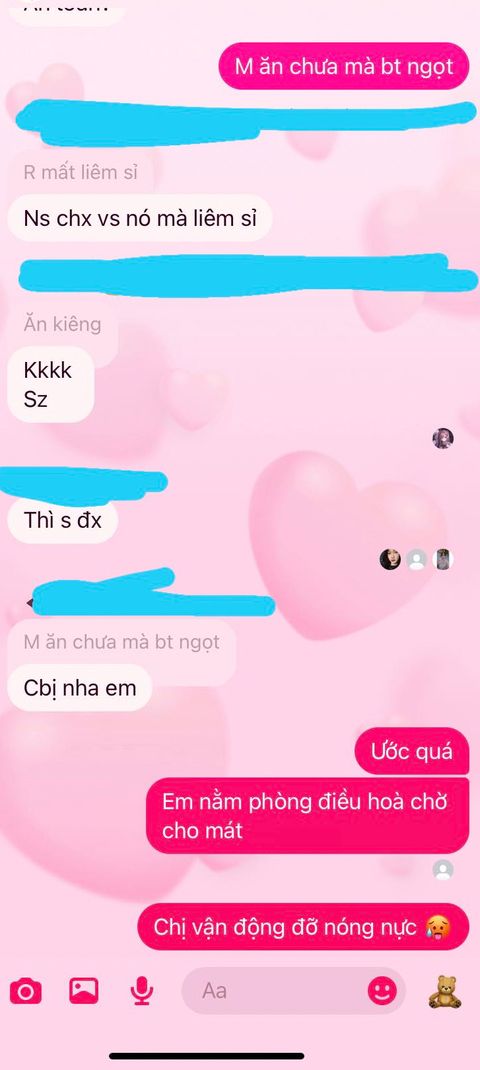 M ăn chưa mà bt ngọt
R mất liêm sỉ
Ns chx vs nó mà liêm sỉ
Ăn kiêng
Kkkk
Sz
Thì s đx
M ăn chưa mà bt ngọt
Cbị nha em
Ước quá
Em nằm phòng điều hoà chờ
cho mát
Chị vận động đỡ nóng nực 🥵
Aa